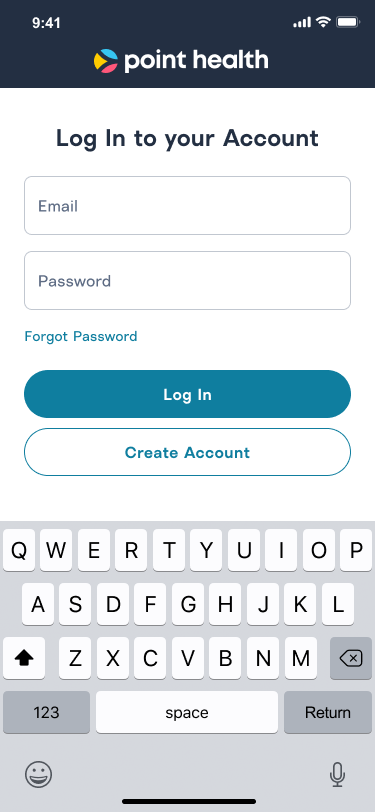 9:41
point health
Log In to your Account
Email
Password
Forgot Password
Log In
Create Account
Q W E R T Y U I O P
A S D F G H J K L
Z X C V B N M
123 space Return